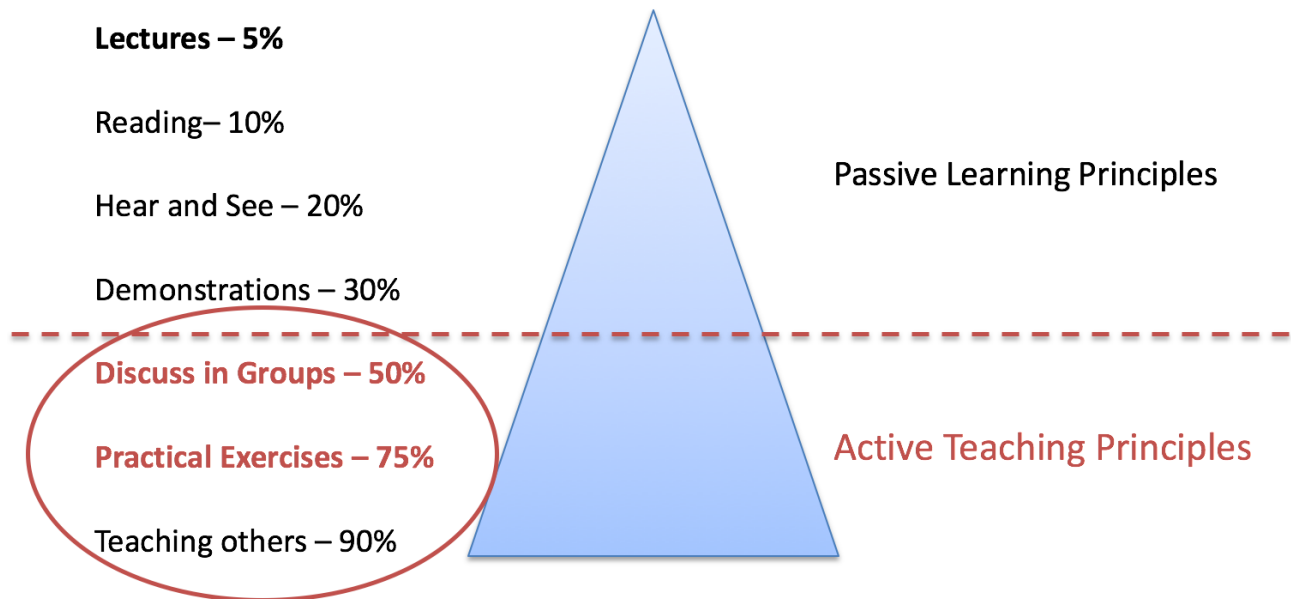 Lectures – 5%
Reading– 10%
Hear and See – 20%
Passive Learning Principles
Demonstrations – 30%
Discuss in Groups – 50%
Practical Exercises – 75%
Active Teaching Principles
Teaching others – 90%